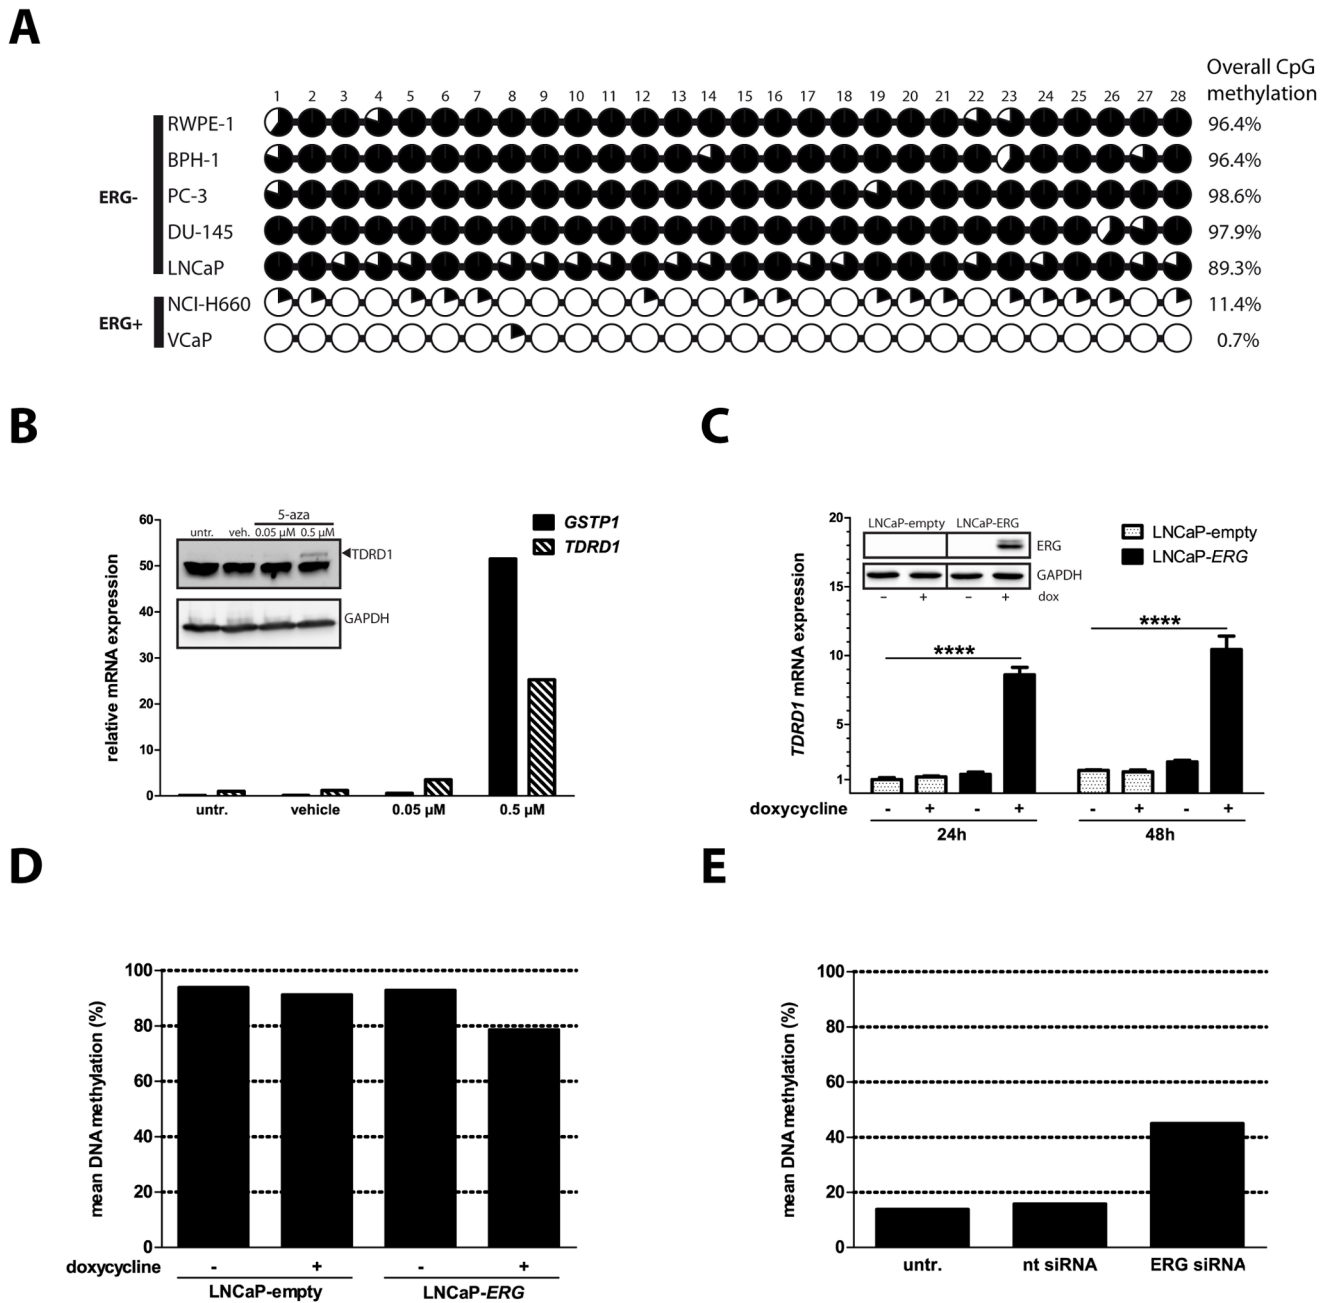 A
Overall CpG
methylation
1 2 3 4 5 6 7 8 9 10 11 12 13 14 15 16 17 18 19 20 21 22 23 24 25 26 27 28
ERG-
RWPE-1 96.4%
BPH-1 96.4%
PC-3 98.6%
DU-145 97.9%
LNCaP 89.3%
ERG+
NCI-H660 11.4%
VCaP 0.7%
B
relative mRNA expression
60
50
40
30
20
10
0
5-aza
untr. veh. 0.05 µM 0.5 µM
TDRD1
GAPDH
GSTP1
TDRD1
untr. vehicle 0.05 µM 0.5 µM
C
TDRD1 mRNA expression
20
15
10
5
1
LNCaP-empty LNCaP-ERG
ERG
GAPDH
- + - + dox
LNCaP-empty
LNCaP-ERG
****
****
doxycycline - + - + - + - +
24h 48h
D
mean DNA methylation (%)
100
80
60
40
20
0
doxycycline - + - +
LNCaP-empty LNCaP-ERG
E
mean DNA methylation (%)
100
80
60
40
20
0
untr. nt siRNA ERG siRNA